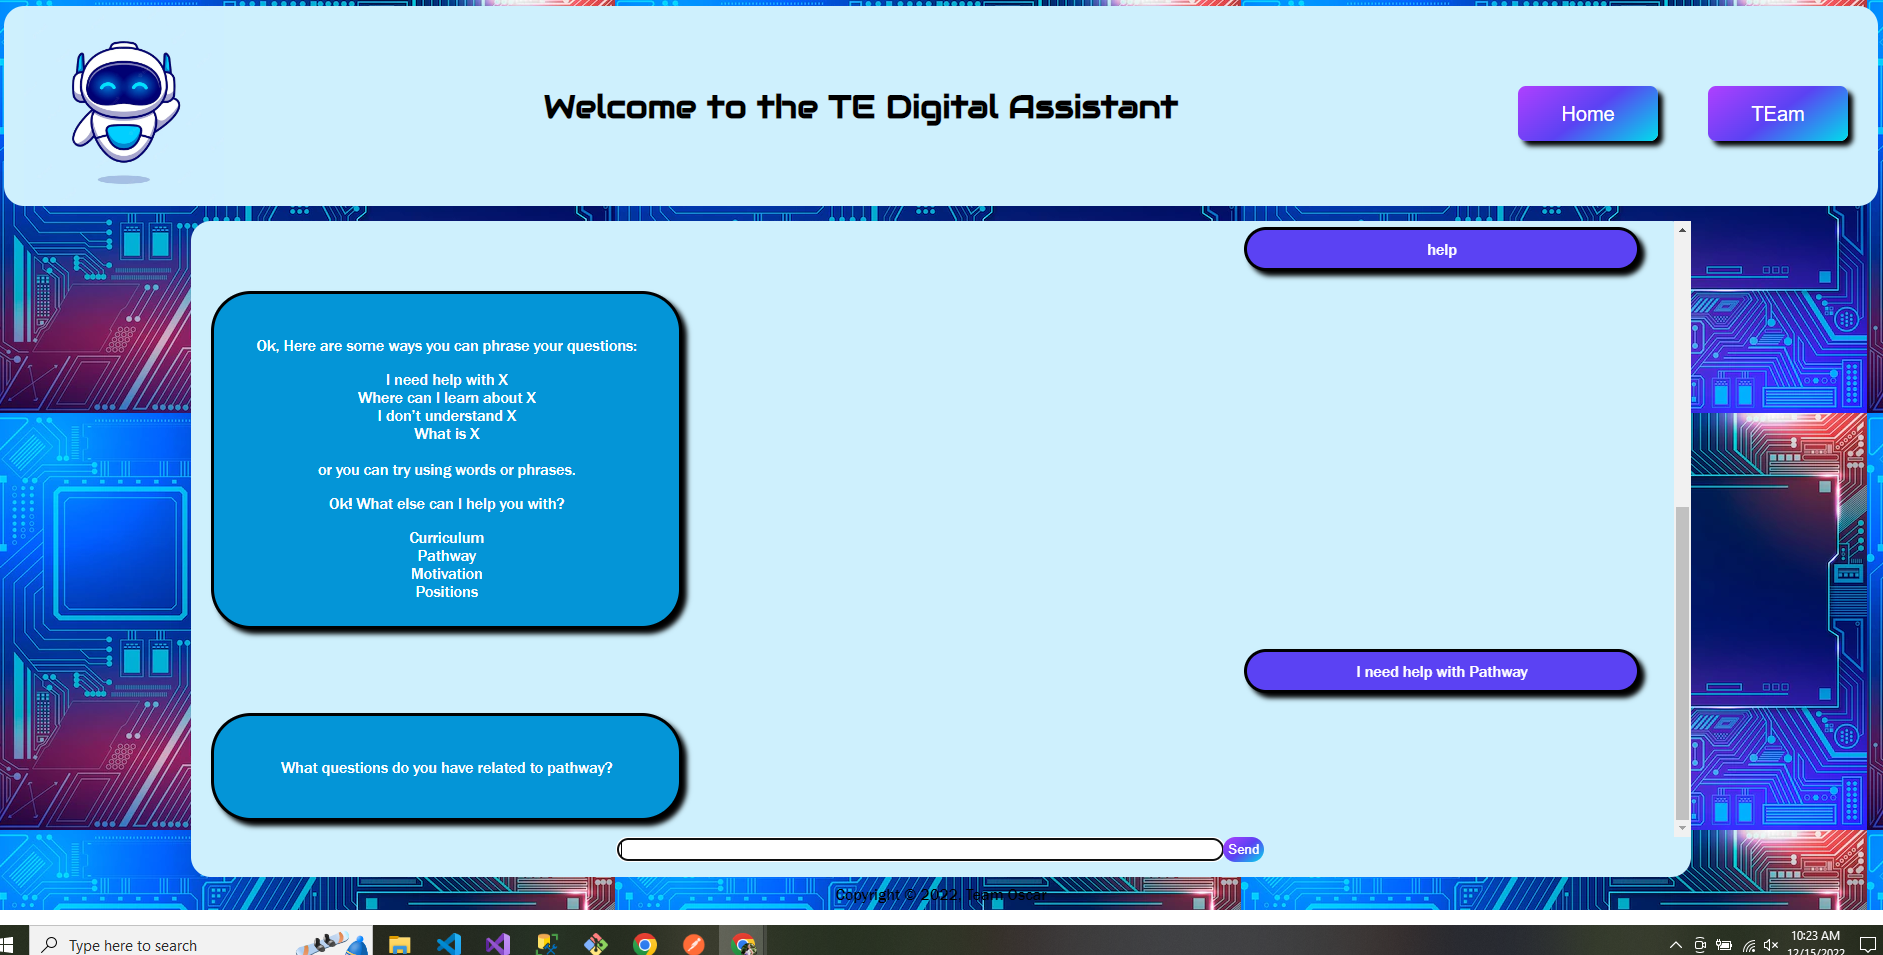 Welcome to the TE Digital Assistant
Home
TEam
help
Ok, Here are some ways you can phrase your questions:
I need help with X
Where can I learn about X
I don't understand X
What is X
or you can try using words or phrases.
Ok! What else can I help you with?
Curriculum
Pathway
Motivation
Positions
I need help with Pathway
What questions do you have related to pathway?
Send
Copyright © 2022. Team Oscar
Type here to search
10:23 AM
12/15/2022